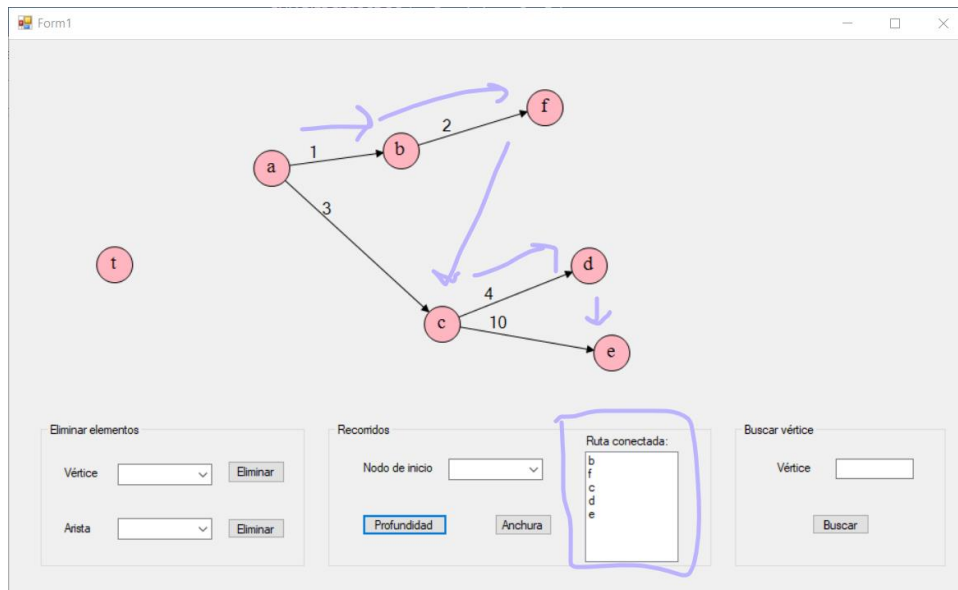 Form1
f
2
b
1
a
3
t
d
4
c
10
e
Eliminar elementos
Vértice
Eliminar
Arista
Eliminar
Recorridos
Nodo de inicio
Profundidad
Anchura
Ruta conectada:
b
f
c
d
e
Buscar vértice
Vértice
Buscar